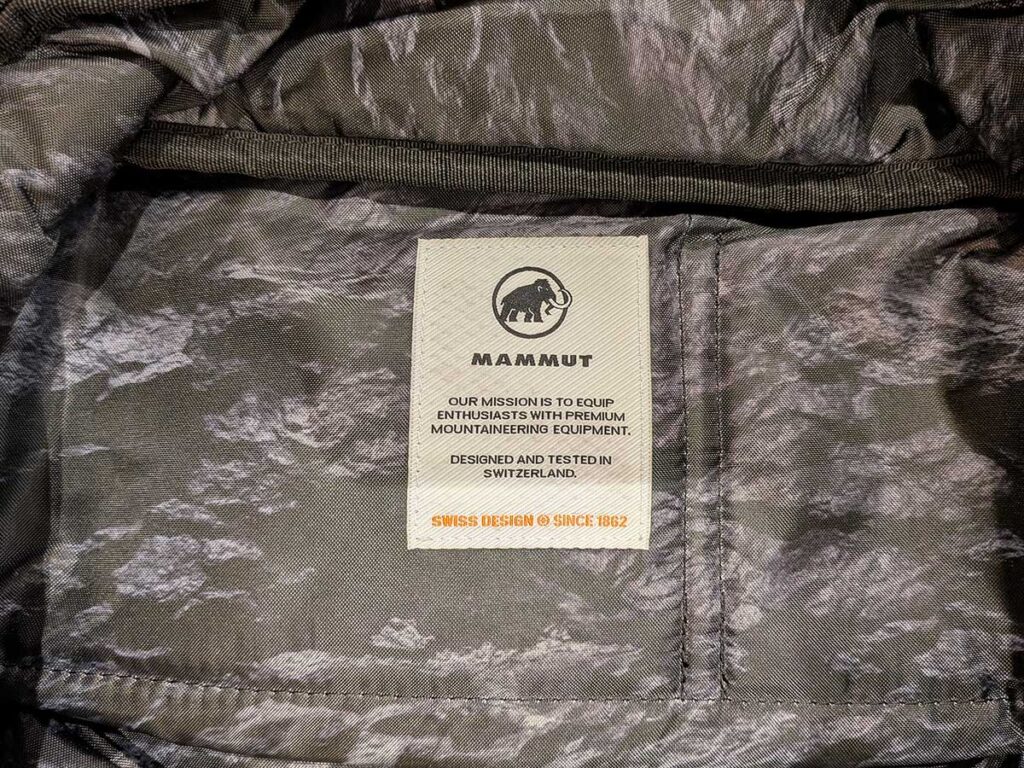 MAMMUT
OUR MISSION IS TO EQUIP
ENTHUSIASTS WITH PREMIUM
MOUNTAINEERING EQUIPMENT.
DESIGNED AND TESTED IN
SWITZERLAND.
SWISS DESIGN ® SINCE 1862